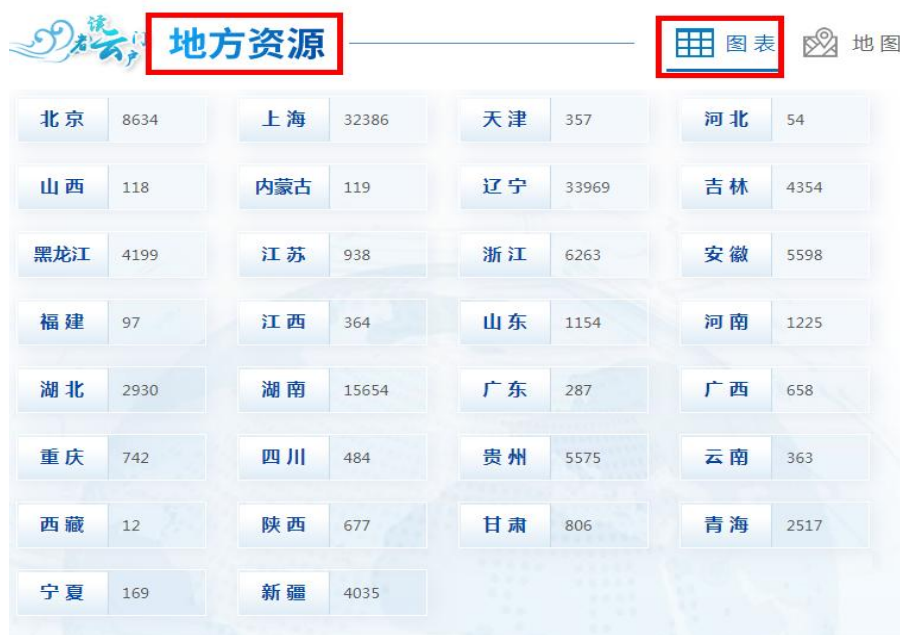 读者云门户 地方资源 图表 地图
北京 8634 上海 32386 天津 357 河北 54
山西 118 内蒙古 119 辽宁 33969 吉林 4354
黑龙江 4199 江苏 938 浙江 6263 安徽 5598
福建 97 江西 364 山东 1154 河南 1225
湖北 2930 湖南 15654 广东 287 广西 658
重庆 742 四川 484 贵州 5575 云南 363
西藏 12 陕西 677 甘肃 806 青海 2517
宁夏 169 新疆 4035